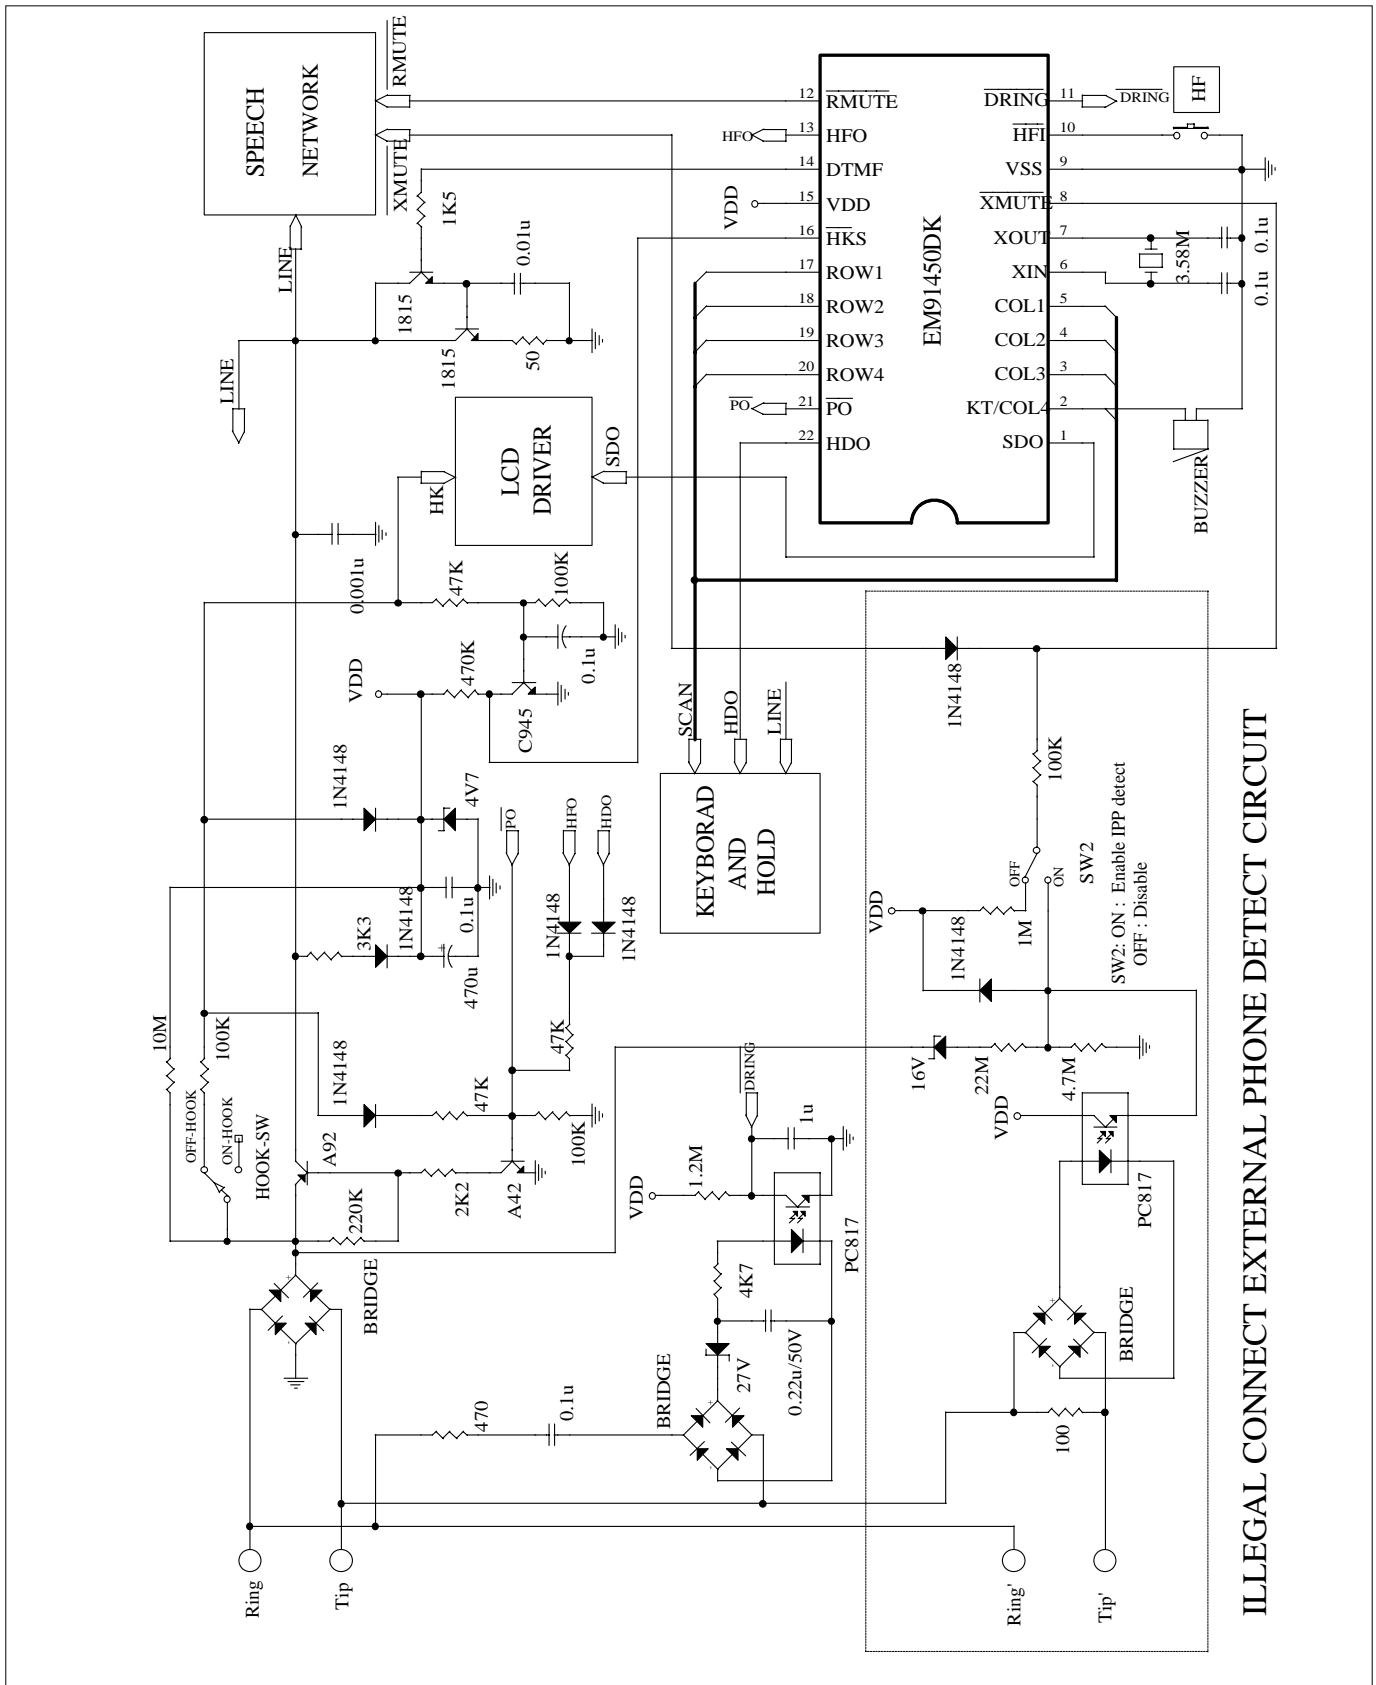 SPEECH
NETWORK
RMUTE
XMUTE
LINE
LINE
1K5
1815
1815
0.01u
50
HFO
VDD
PO
12
13
14
15
16
17
18
19
20
21
22
RMUTE
HFO
DTMF
VDD
HKS
ROW1
ROW2
ROW3
ROW4
PO
HDO
EM91450DK
DRING
HFI
VSS
XMUTE
XOUT
XIN
COL1
COL2
COL3
KT/COL4
SDO
11
10
9
8
7
6
5
4
3
2
1
DRING
HF
3.58M
0.1u
0.1u
BUZZER
LCD
DRIVER
HK
SDO
0.001u
47K
100K
0.1u
VDD
470K
C945
SCAN
HDO
LINE
KEYBORAD
AND
HOLD
1N4148
4V7
PO
HFO
HDO
1N4148
1N4148
3K3
1N4148
0.1u
470u
47K
10M
100K
1N4148
47K
100K
OFF-HOOK
ON-HOOK
HOOK-SW
A92
220K
2K2
A42
BRIDGE
DRING
1u
1.2M
VDD
PC817
4K7
27V
0.22u/50V
BRIDGE
470
0.1u
Ring
Tip
1N4148
100K
OFF
ON
SW2
VDD
1M
1N4148
SW2: ON : Enable IPP detect
OFF : Disable
16V
22M
4.7M
VDD
PC817
BRIDGE
100
Ring'
Tip'
ILLEGAL CONNECT EXTERNAL PHONE DETECT CIRCUIT